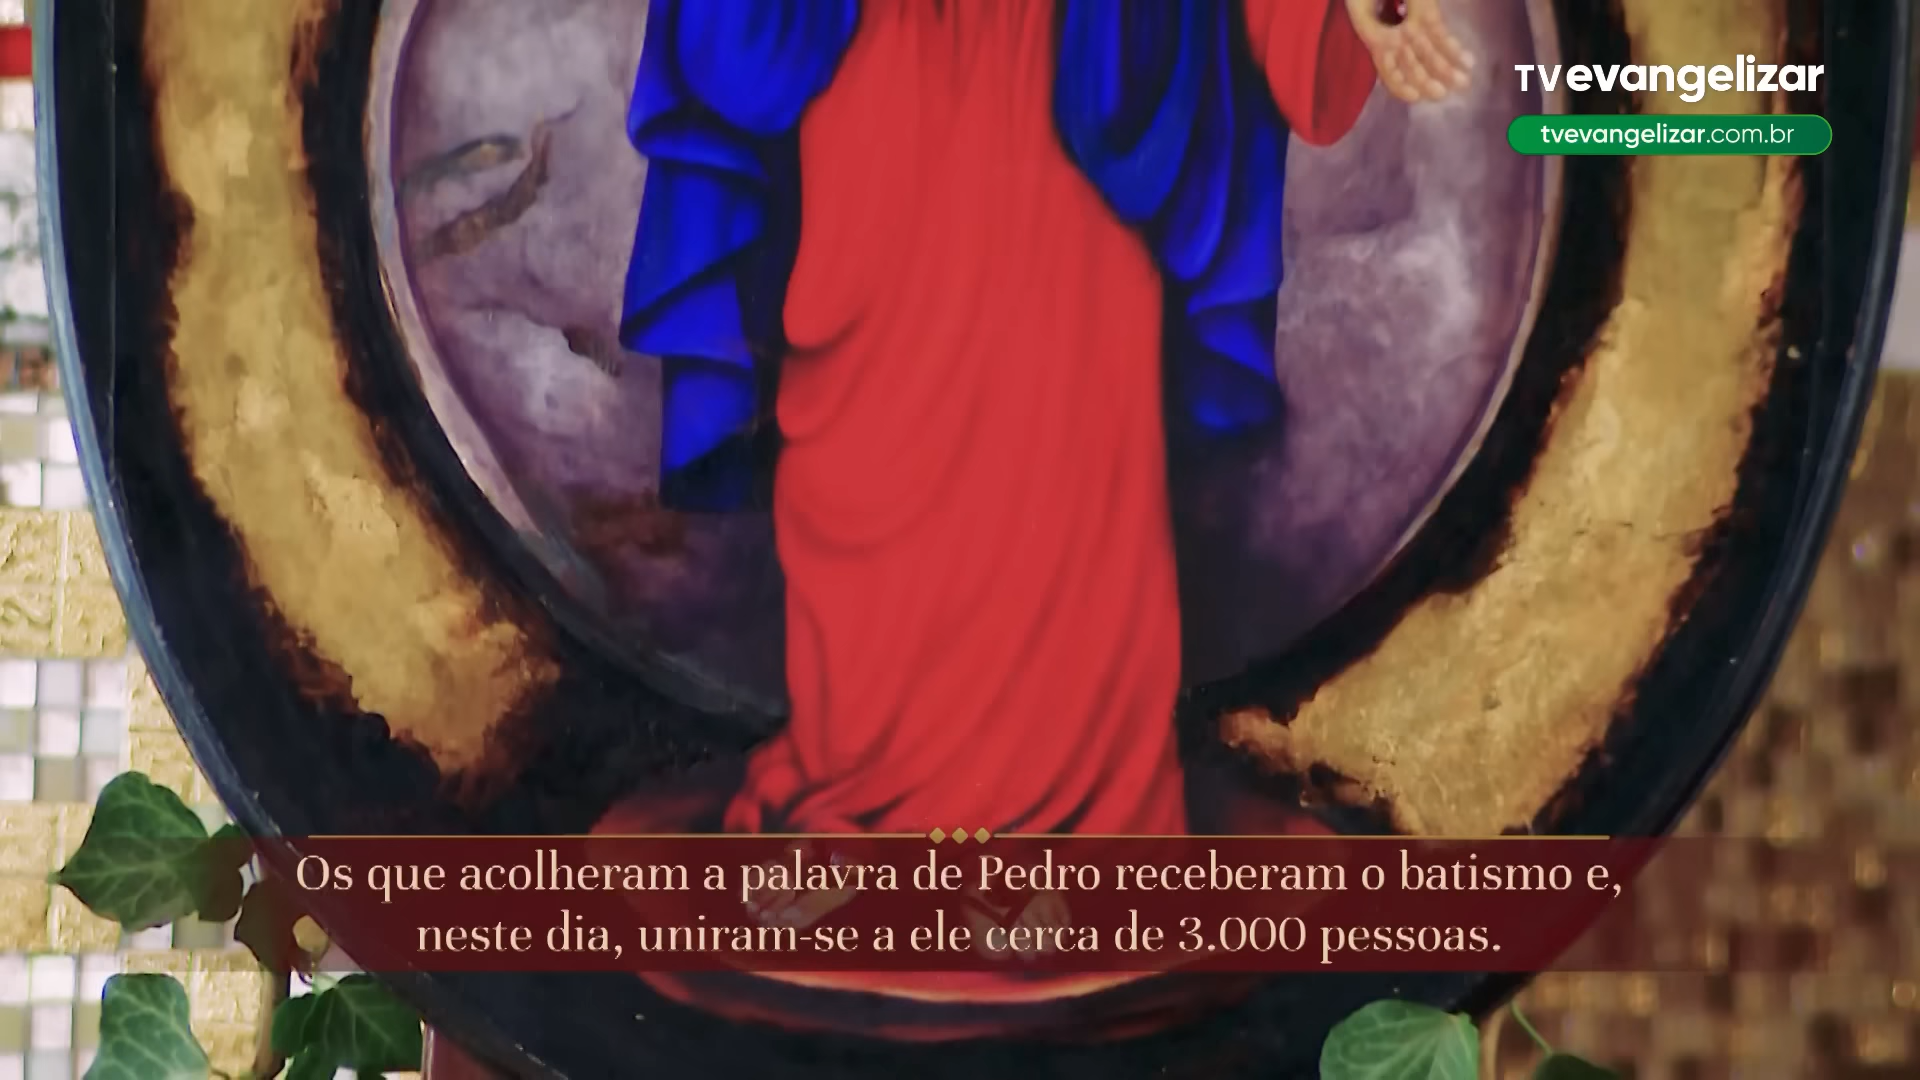 TVevangelizar
tvevangelizar.com.br
Os que acolheram a palavra de Pedro receberam o batismo e,
neste dia, uniram-se a ele cerca de 3.000 pessoas.